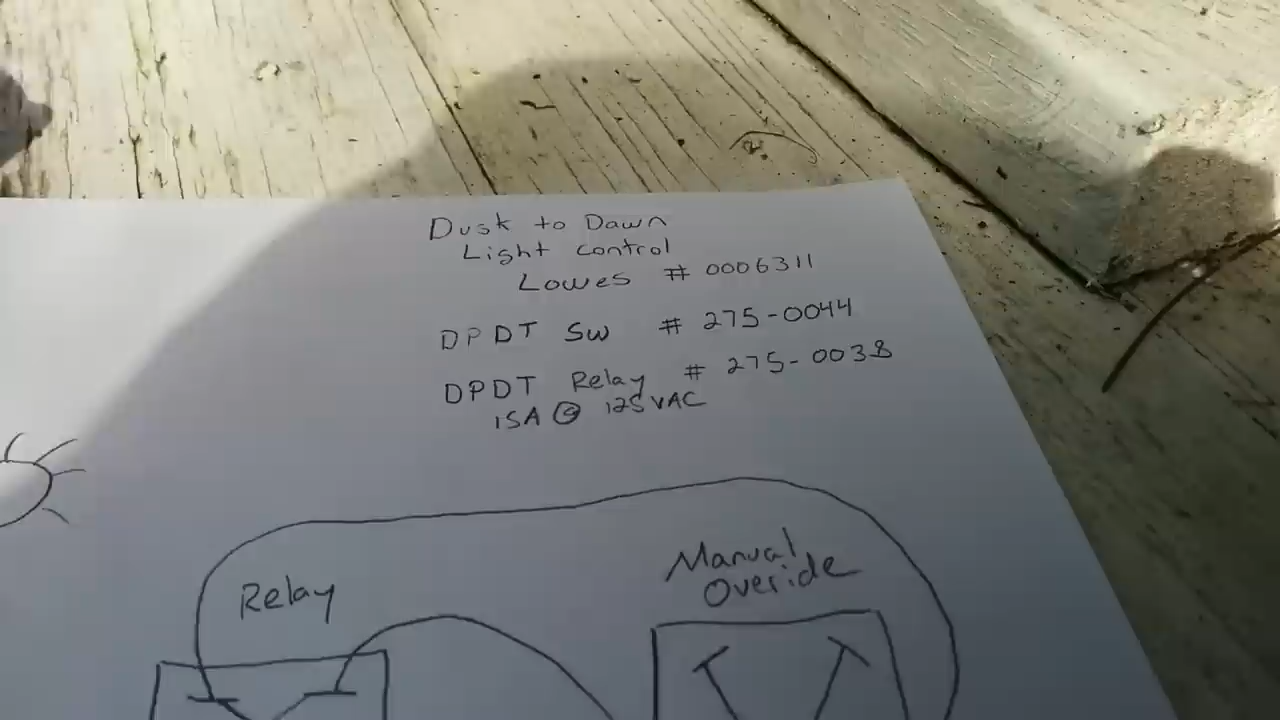 Dusk to Dawn
Light control
Lowes # 0006311
DPDT SW # 275-0044
DPDT Relay # 275-0038
15A @ 125VAC
Relay
Manual
Overide